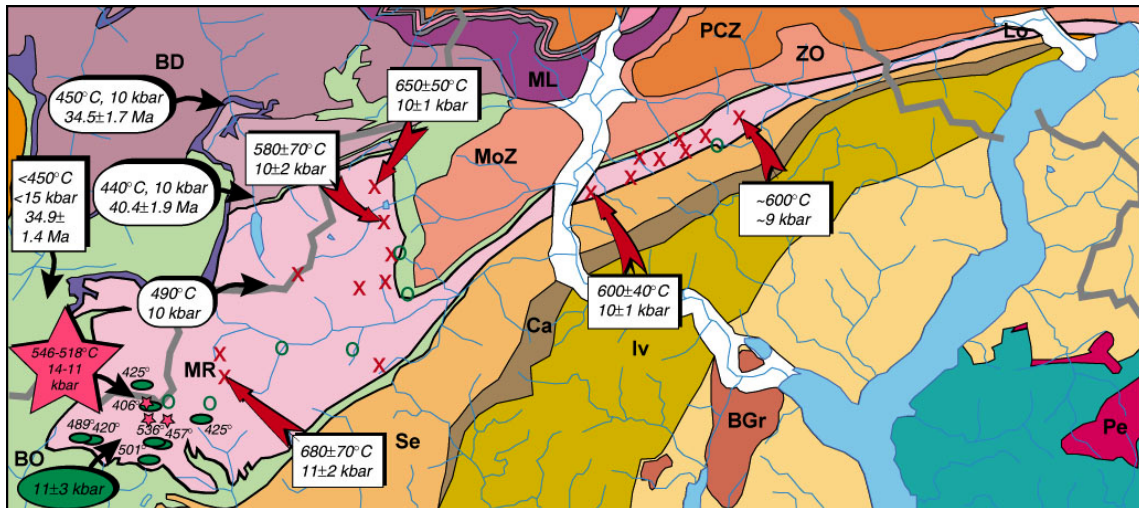 PCZ
Lo
ZO
BD
ML
650±50°C
10±1 kbar
450°C, 10 kbar
34.5±1.7 Ma
580±70°C
10±2 kbar
MoZ
<450°C
<15 kbar
34.9±
1.4 Ma
440°C, 10 kbar
40.4±1.9 Ma
~600°C
~9 kbar
490°C
10 kbar
600±40°C
10±1 kbar
Ca
Iv
546-518°C
14-11
kbar
MR
425°
406°
489°
420°
536°
457°
425°
501°
BO
11±3 kbar
680±70°C
11±2 kbar
Se
BGr
Pe